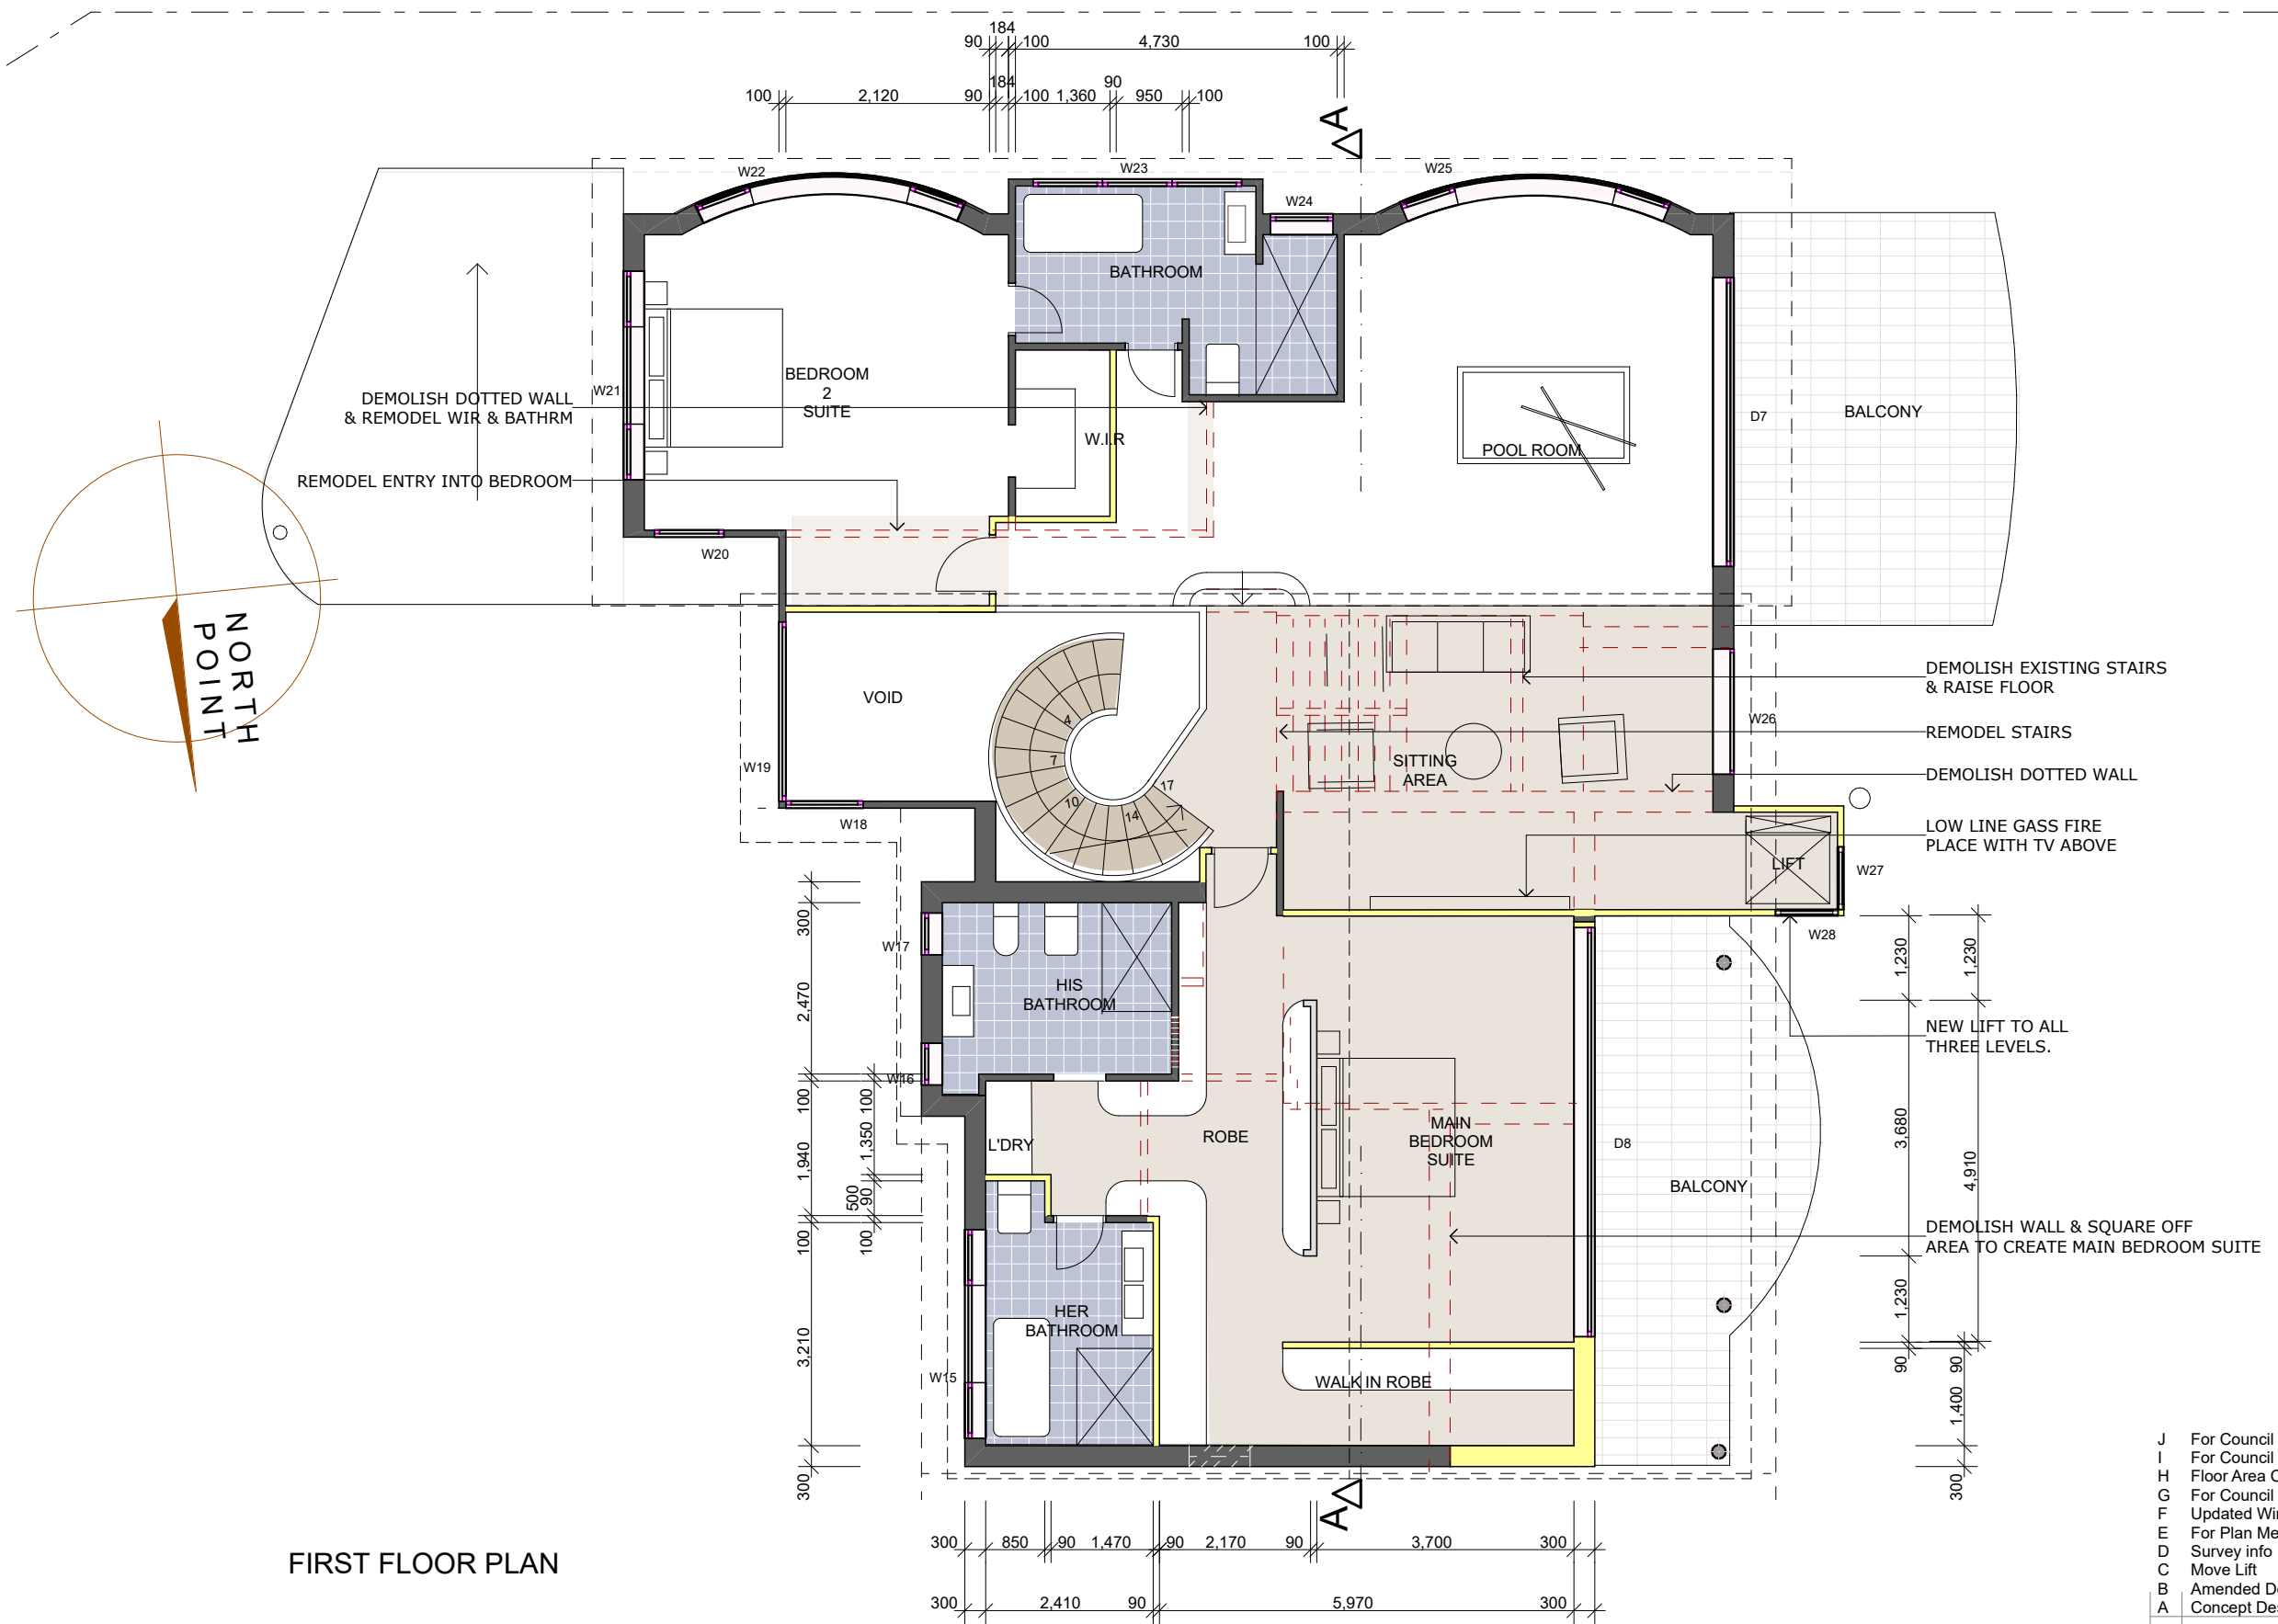 184
90 100 4,730 100
184 90
100 2,120 90 100 1,360 950 100
A
W22
W23
W25
W24
BATHROOM
BEDROOM
2
SUITE
W21
DEMOLISH DOTTED WALL
& REMODEL WIR & BATHRM
W.I.R
POOL ROOM
D7
BALCONY
REMODEL ENTRY INTO BEDROOM
W20
NORTH
POINT
VOID
4
7
10
14
17
W19
W18
SITTING
AREA
W26
DEMOLISH EXISTING STAIRS
& RAISE FLOOR
REMODEL STAIRS
DEMOLISH DOTTED WALL
LOW LINE GASS FIRE
PLACE WITH TV ABOVE
LIFT
W27
W28
NEW LIFT TO ALL
THREE LEVELS.
300
2,470
100
1,940
100
3,210
300
100
1,350
90
500
100
W17
W16
W15
HIS
BATHROOM
L'DRY
ROBE
MAIN
BEDROOM
SUITE
D8
BALCONY
HER
BATHROOM
WALK IN ROBE
1,230
3,680
1,230
90
1,230
4,910
90
1,400
300
DEMOLISH WALL & SQUARE OFF
AREA TO CREATE MAIN BEDROOM SUITE
A
300 850 90 1,470 90 2,170 90 3,700 300
300 2,410 90 5,970 300
FIRST FLOOR PLAN
J For Council
I For Council
H Floor Area
G For Council
F Updated
E For Plan
D Survey info
C Move Lift
B Amended
A Concept